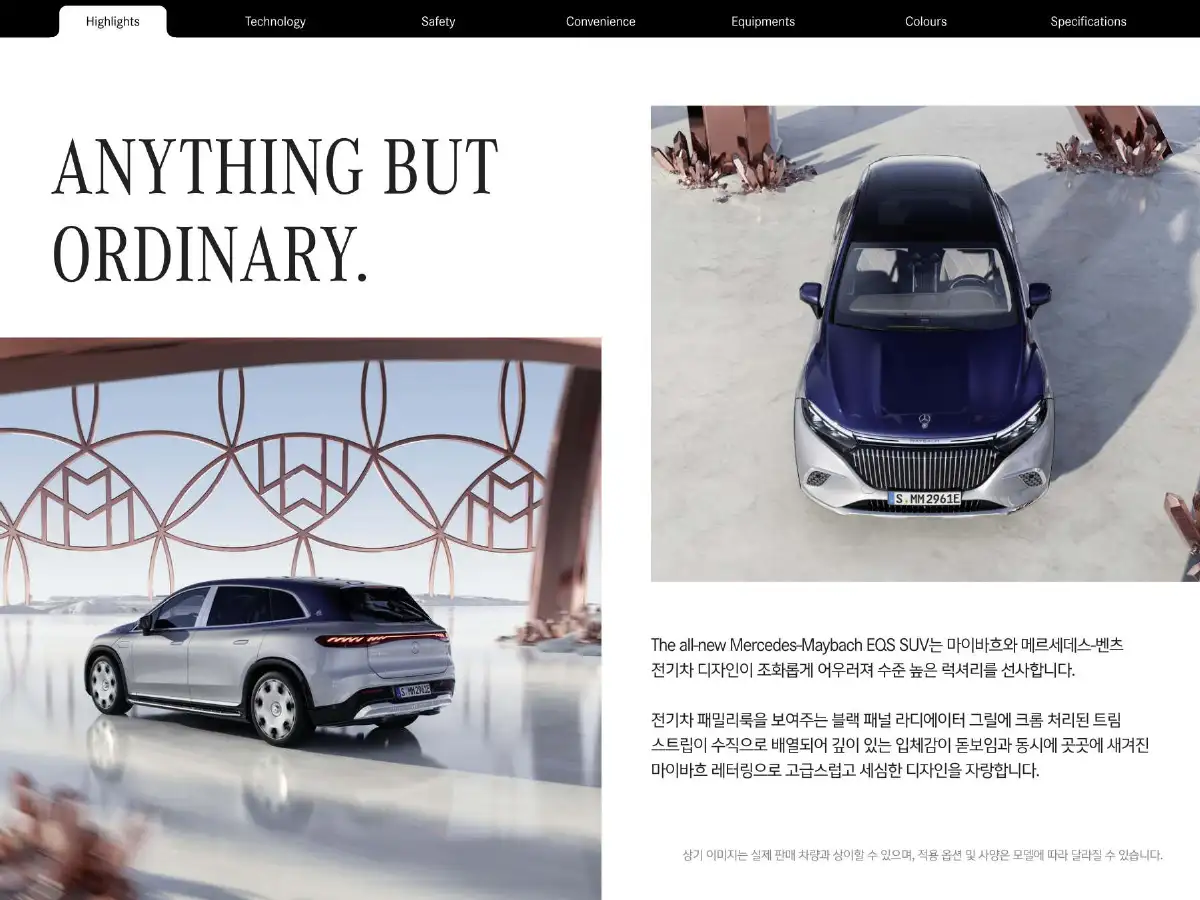 Highlights
Technology
Safety
Convenience
Equipments
Colours
Specifications
ANYTHING BUT
ORDINARY.
MAYBACH
S MM 2961E
S MM 2961E
The all-new Mercedes-Maybach EQS SUV는 마이바흐와 메르세데스-벤츠
전기차 디자인이 조화롭게 어우러져 수준 높은 럭셔리를 선사합니다.
전기차 패밀리룩을 보여주는 블랙 패널 라디에이터 그릴에 크롬 처리된 트림
스트립이 수직으로 배열되어 깊이 있는 입체감이 돋보임과 동시에 곳곳에 새겨진
마이바흐 레터링으로 고급스럽고 세심한 디자인을 자랑합니다.
상기 이미지는 실제 판매 차량과 상이할 수 있으며, 적용 옵션 및 사양은 모델에 따라 달라질 수 있습니다.